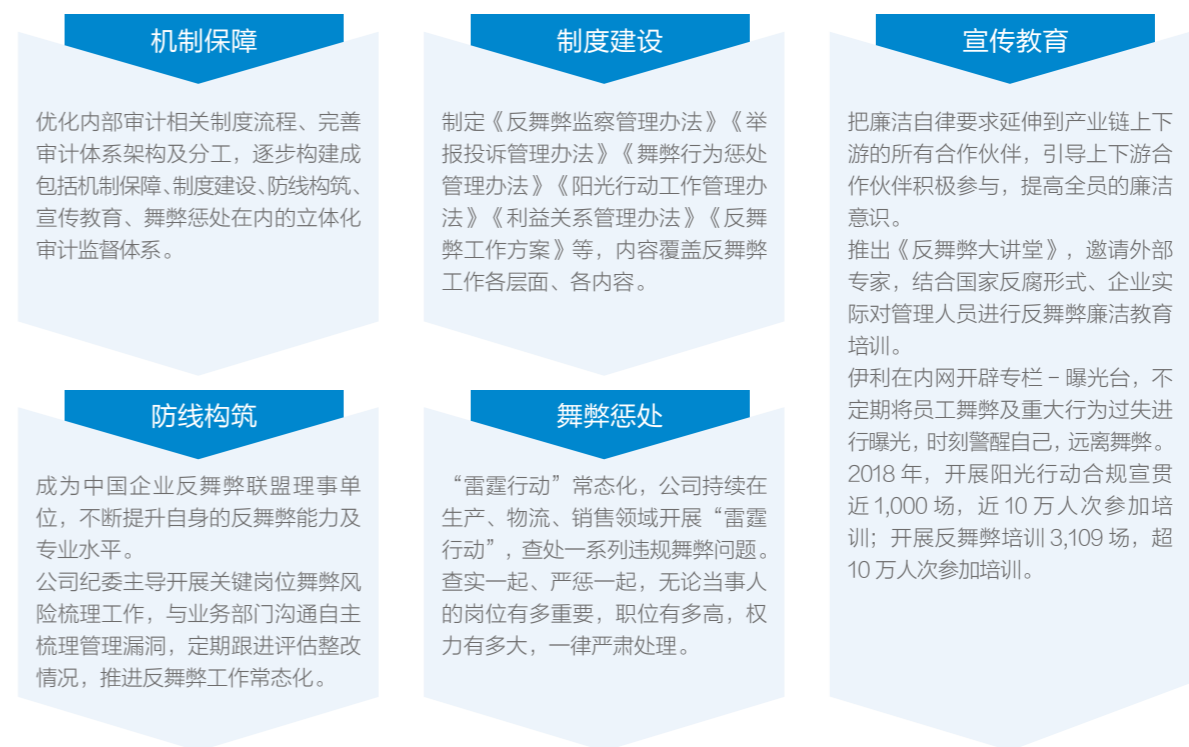 机制保障
优化内部审计相关制度流程、完善
审计体系架构及分工，逐步构建成
包括机制保障、制度建设、防线构筑、
宣传教育、舞弊惩处在内的立体化
审计监督体系。
制度建设
制定《反舞弊监察管理办法》《举
报投诉管理办法》《舞弊行为惩处
管理办法》《阳光行动工作管理办
法》《利益关系管理办法》《反舞
弊工作方案》等，内容覆盖反舞弊
工作各层面、各内容。
宣传教育
把廉洁自律要求延伸到产业链上下
游的所有合作伙伴，引导上下游合
作伙伴积极参与，提高全员的廉洁
意识。
推出《反舞弊大讲堂》，邀请外部
专家，结合国家反腐形式、企业实
际对管理人员进行反舞弊廉洁教育
培训。
伊利在内网开辟专栏－曝光台，不
定期将员工舞弊及重大行为过失进
行曝光，时刻警醒自己，远离舞弊。
2018 年，开展阳光行动合规宣贯
近 1,000 场，近 10 万人次参加培
训；开展反舞弊培训 3,109 场，超
10 万人次参加培训。
防线构筑
成为中国企业反舞弊联盟理事单
位，不断提升自身的反舞弊能力及
专业水平。
公司纪委主导开展关键岗位舞弊风
险梳理工作，与业务部门沟通自主
梳理管理漏洞，定期跟进评估整改
情况，推进反舞弊工作常态化。
舞弊惩处
“雷霆行动”常态化，公司持续在
生产、物流、销售领域开展“雷霆
行动”，查处一系列违规舞弊问题。
查实一起、严惩一起，无论当事人
的岗位有多重要，职位有多高，权
力有多大，一律严肃处理。